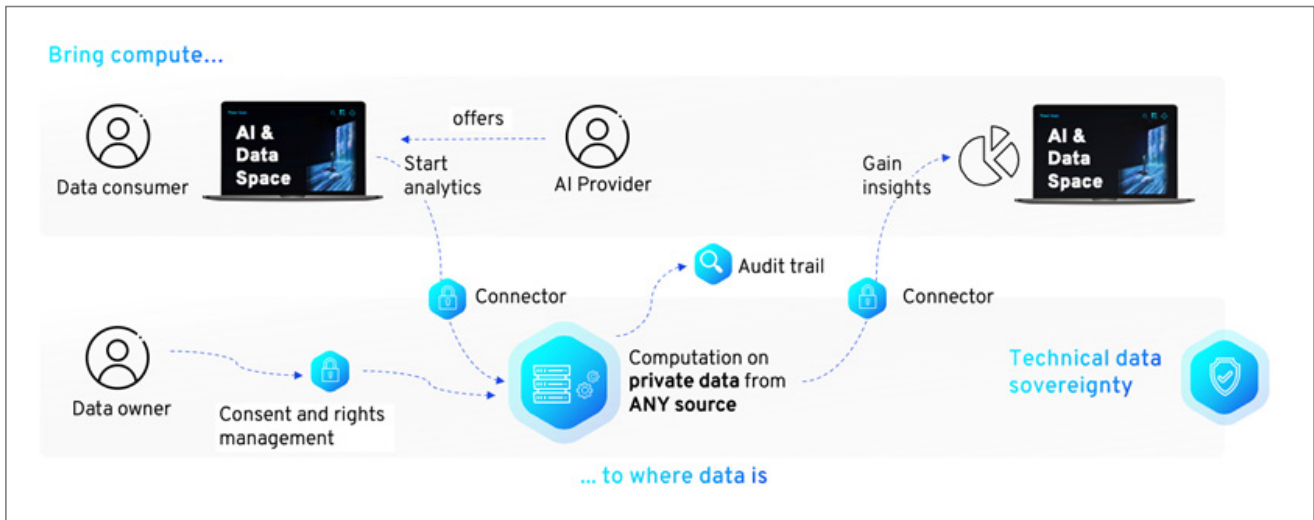 Bring compute...
offers
AI &
Data
Space
Start
analytics
Data consumer
AI Provider
Gain
insights
AI &
Data
Space
Audit trail
Connector
Connector
Computation on
private data from
ANY source
Technical data
sovereignty
Data owner
Consent and rights
management
... to where data is